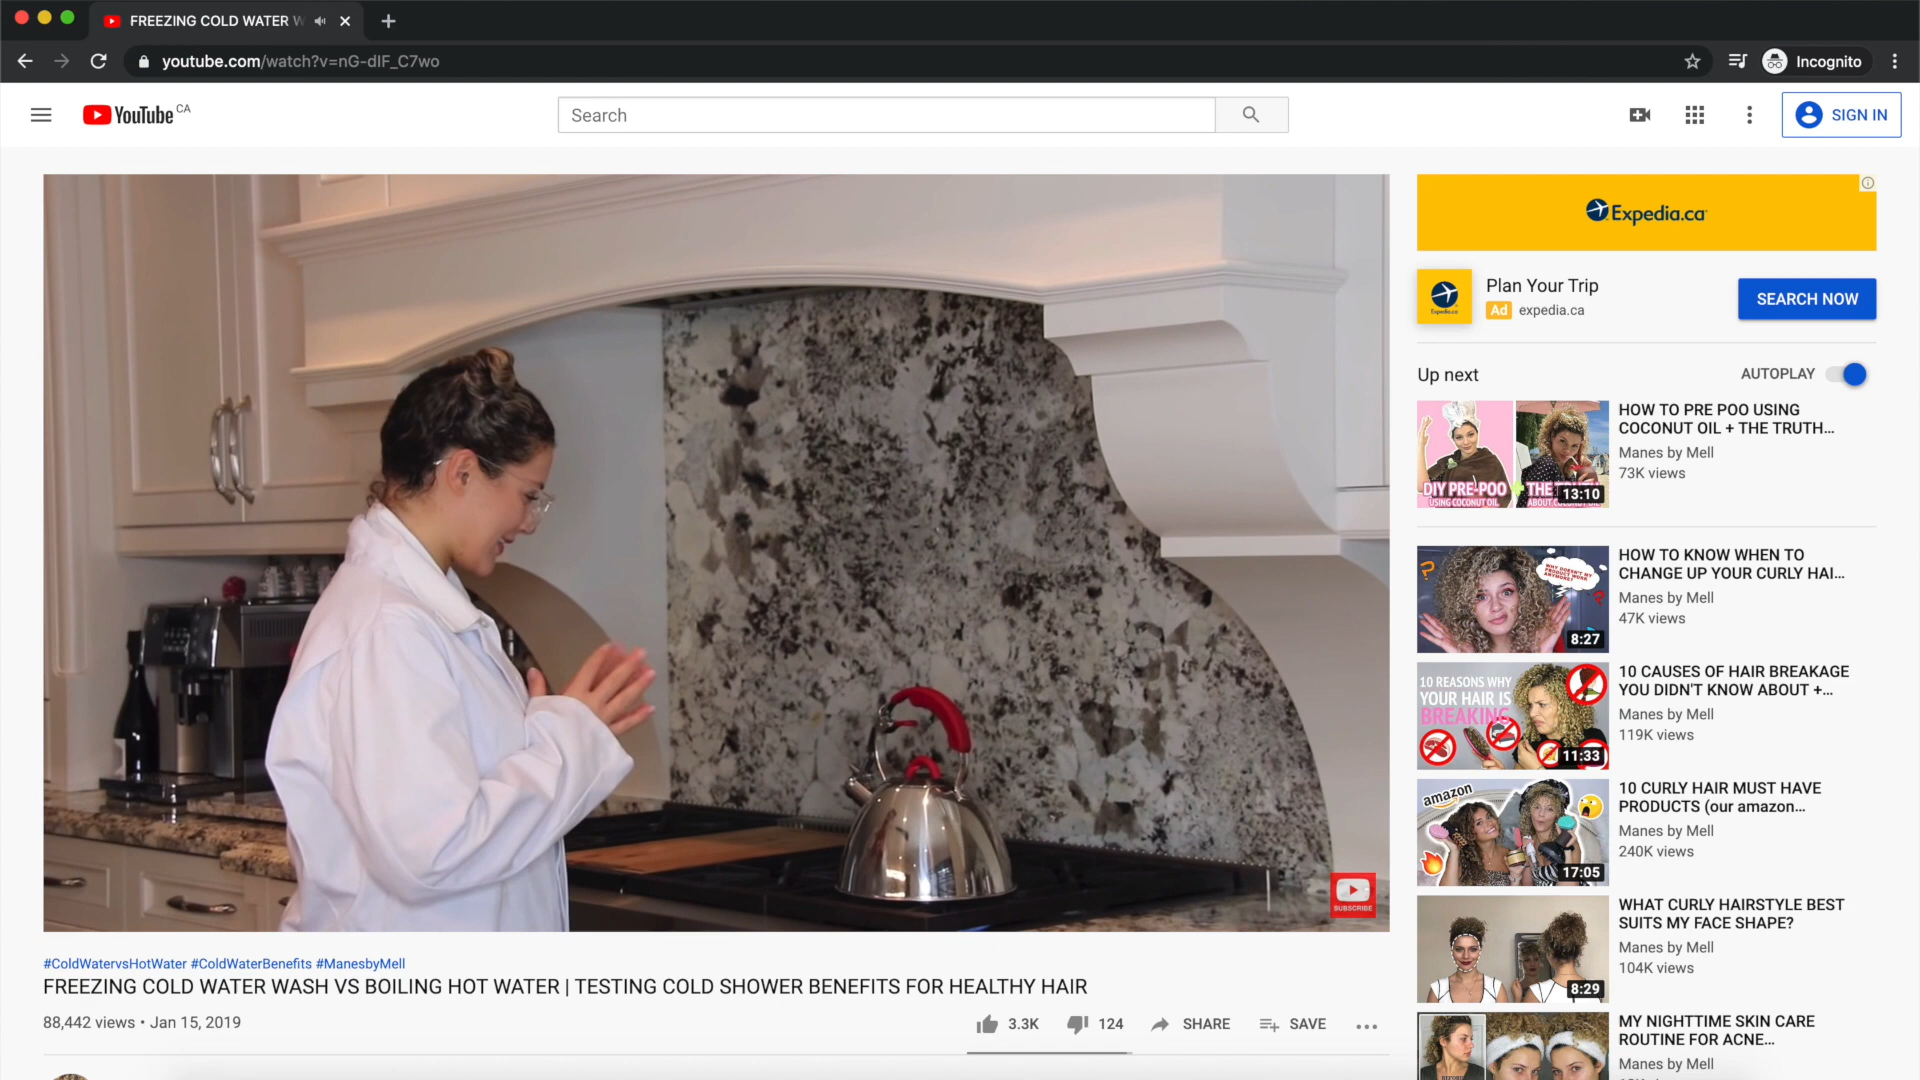 FREEZING COLD WATER W
youtube.com/watch?v=nG-dIF_C7wo
Incognito
YouTube CA
Search
SIGN IN
Expedia.ca
Plan Your Trip
Ad expedia.ca
Expedia.ca
SEARCH NOW
Up next
AUTOPLAY
HOW TO PRE POO USING
COCONUT OIL + THE TRUTH...
Manes by Mell
73K views
DIY PRE-POO
USING COCONUT OIL
+ THE
13:10
HOW TO KNOW WHEN TO
CHANGE UP YOUR CURLY HAI...
Manes by Mell
47K views
WHY DOESN'T MY
PRODUCT WORK
ANYMORE?
8:27
10 CAUSES OF HAIR BREAKAGE
YOU DIDN'T KNOW ABOUT +...
Manes by Mell
119K views
10 REASONS WHY
YOUR HAIR IS
BREAKING
11:33
10 CURLY HAIR MUST HAVE
PRODUCTS (our amazon...
Manes by Mell
240K views
amazon
17:05
WHAT CURLY HAIRSTYLE BEST
SUITS MY FACE SHAPE?
Manes by Mell
104K views
8:29
MY NIGHTTIME SKIN CARE
ROUTINE FOR ACNE...
Manes by Mell
SUBSCRIBE
#ColdWatervsHotWater #ColdWaterBenefits #ManesbyMell
FREEZING COLD WATER WASH VS BOILING HOT WATER | TESTING COLD SHOWER BENEFITS FOR HEALTHY HAIR
88,442 views • Jan 15, 2019
3.3K
124
SHARE
SAVE